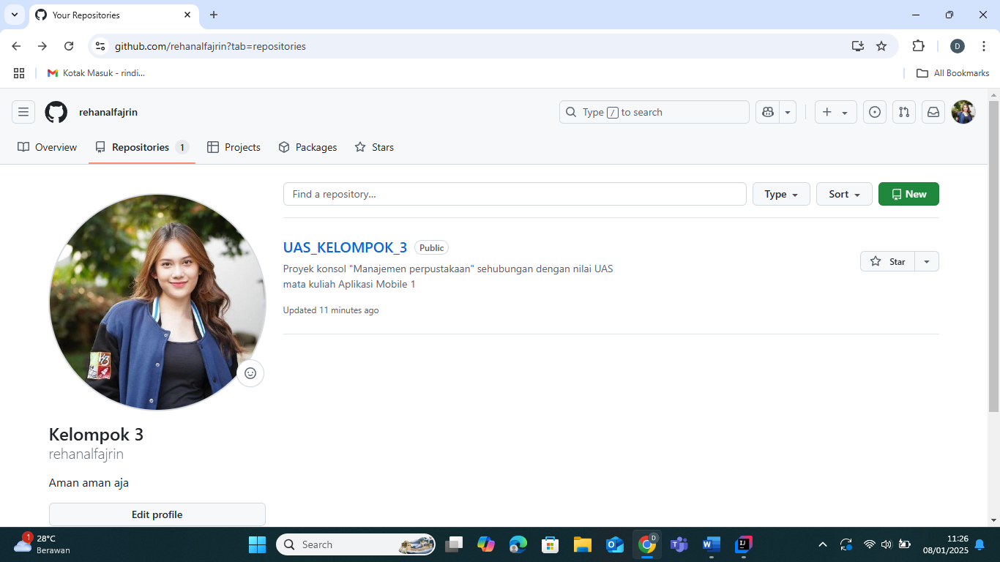 Your Repositories
github.com/rehanalfajrin?tab=repositories
D
Kotak Masuk - rindi...
All Bookmarks
rehanalfajrin
Type / to search
Overview
Repositories 1
Projects
Packages
Stars
Find a repository...
Type
Sort
New
UAS_KELOMPOK_3 Public
Proyek konsol "Manajemen perpustakaan" sehubungan dengan nilai UAS
mata kuliah Aplikasi Mobile 1
Star
Updated 11 minutes ago
Kelompok 3
rehanalfajrin
Aman aman aja
Edit profile
1
28°C
Berawan
Search
D
11:26
08/01/2025